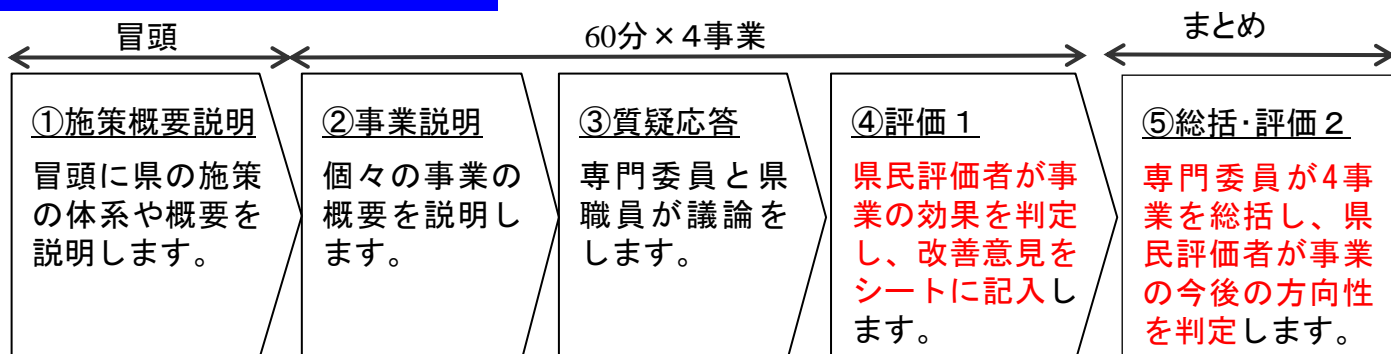 冒頭
60分×4事業
まとめ
①施策概要説明
冒頭に県の施策
の体系や概要を
説明します。
②事業説明
個々の事業の
概要を説明し
ます。
③質疑応答
専門委員と県
職員が議論を
します。
④評価１
県民評価者が事
業の効果を判定
し、改善意見を
シートに記入し
ます。
⑤総括・評価２
専門委員が4事
業を総括し、県
民評価者が事業
の今後の方向性
を判定します。